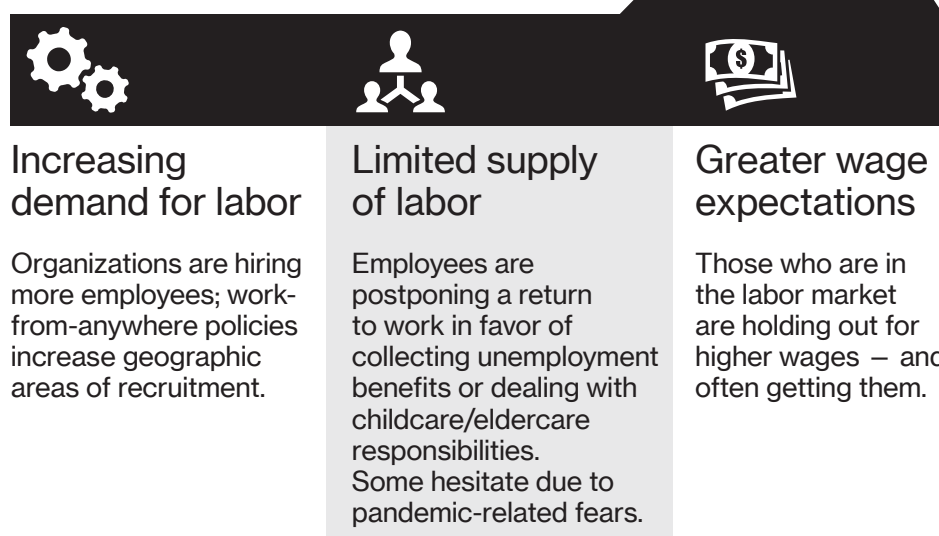 Increasing
demand for labor
Organizations are hiring
more employees; work-
from-anywhere policies
increase geographic
areas of recruitment.
Limited supply
of labor
Employees are
postponing a return
to work in favor of
collecting unemployment
benefits or dealing with
childcare/eldercare
responsibilities.
Some hesitate due to
pandemic-related fears.
Greater wage
expectations
Those who are in
the labor market
are holding out for
higher wages — and
often getting them.